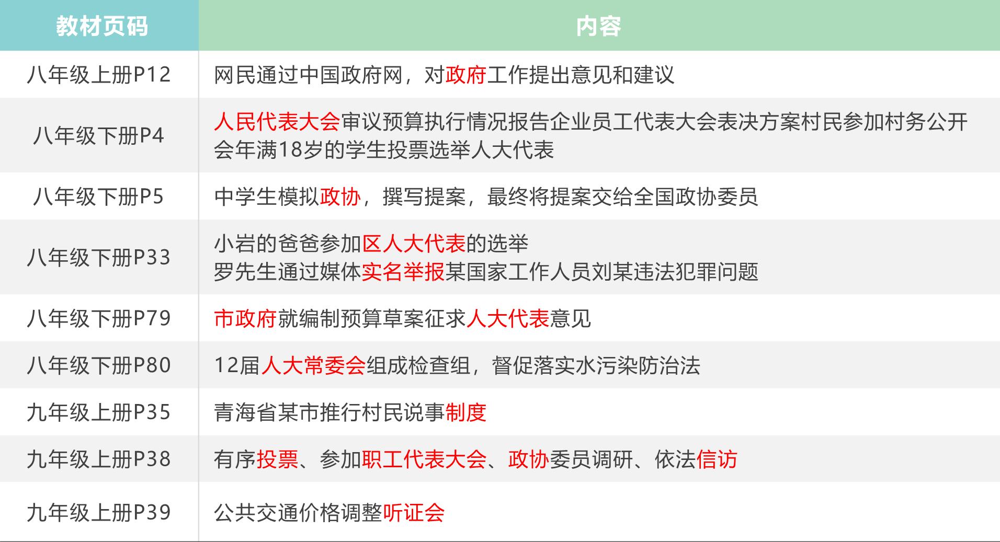 教材页码 内容
八年级上册P12 网民通过中国政府网，对政府工作提出意见和建议
八年级下册P4 人民代表大会审议预算执行情况报告企业员工代表大会表决方案村民参加村务公开
会年满18岁的学生投票选举人大代表
八年级下册P5 中学生模拟政协，撰写提案，最终将提案交给全国政协委员
八年级下册P33 小岩的爸爸参加区人大代表的选举
罗先生通过媒体实名举报某国家工作人员刘某违法犯罪问题
八年级下册P79 市政府就编制预算草案征求人大代表意见
八年级下册P80 12届人大常委会组成检查组，督促落实水污染防治法
九年级上册P35 青海省某市推行村民说事制度
九年级上册P38 有序投票、参加职工代表大会、政协委员调研、依法信访
九年级上册P39 公共交通价格调整听证会